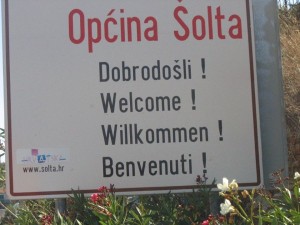 Općina Šolta
Dobrodošli !
Welcome !
Willkommen !
Benvenuti !
www.solta.hr